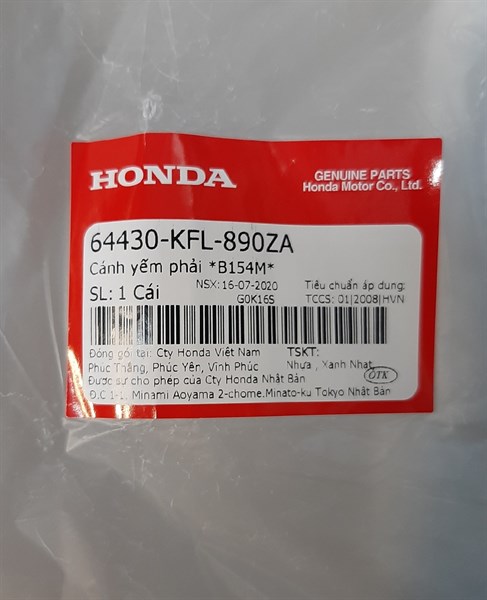 HONDA
GENUINE PARTS
Honda Motor Co., Ltd.
64430-KFL-890ZA
Cánh yếm phải *B154M*
SL: 1 Cái
NSX: 16-07-2020
G0K16S
Tiêu chuẩn áp dụng:
TCCS: 01|2008|HVN
Đóng gói tại: Cty Honda Việt Nam
Phúc Thắng, Phúc Yên, Vĩnh Phúc
Được sự cho phép của Cty Honda Nhật Bản
Đ.C 1-1. Minami Aoyama 2-chome.Minato-ku Tokyo Nhật Bản
TSKT:
Nhựa , Xanh Nhạt
OTK